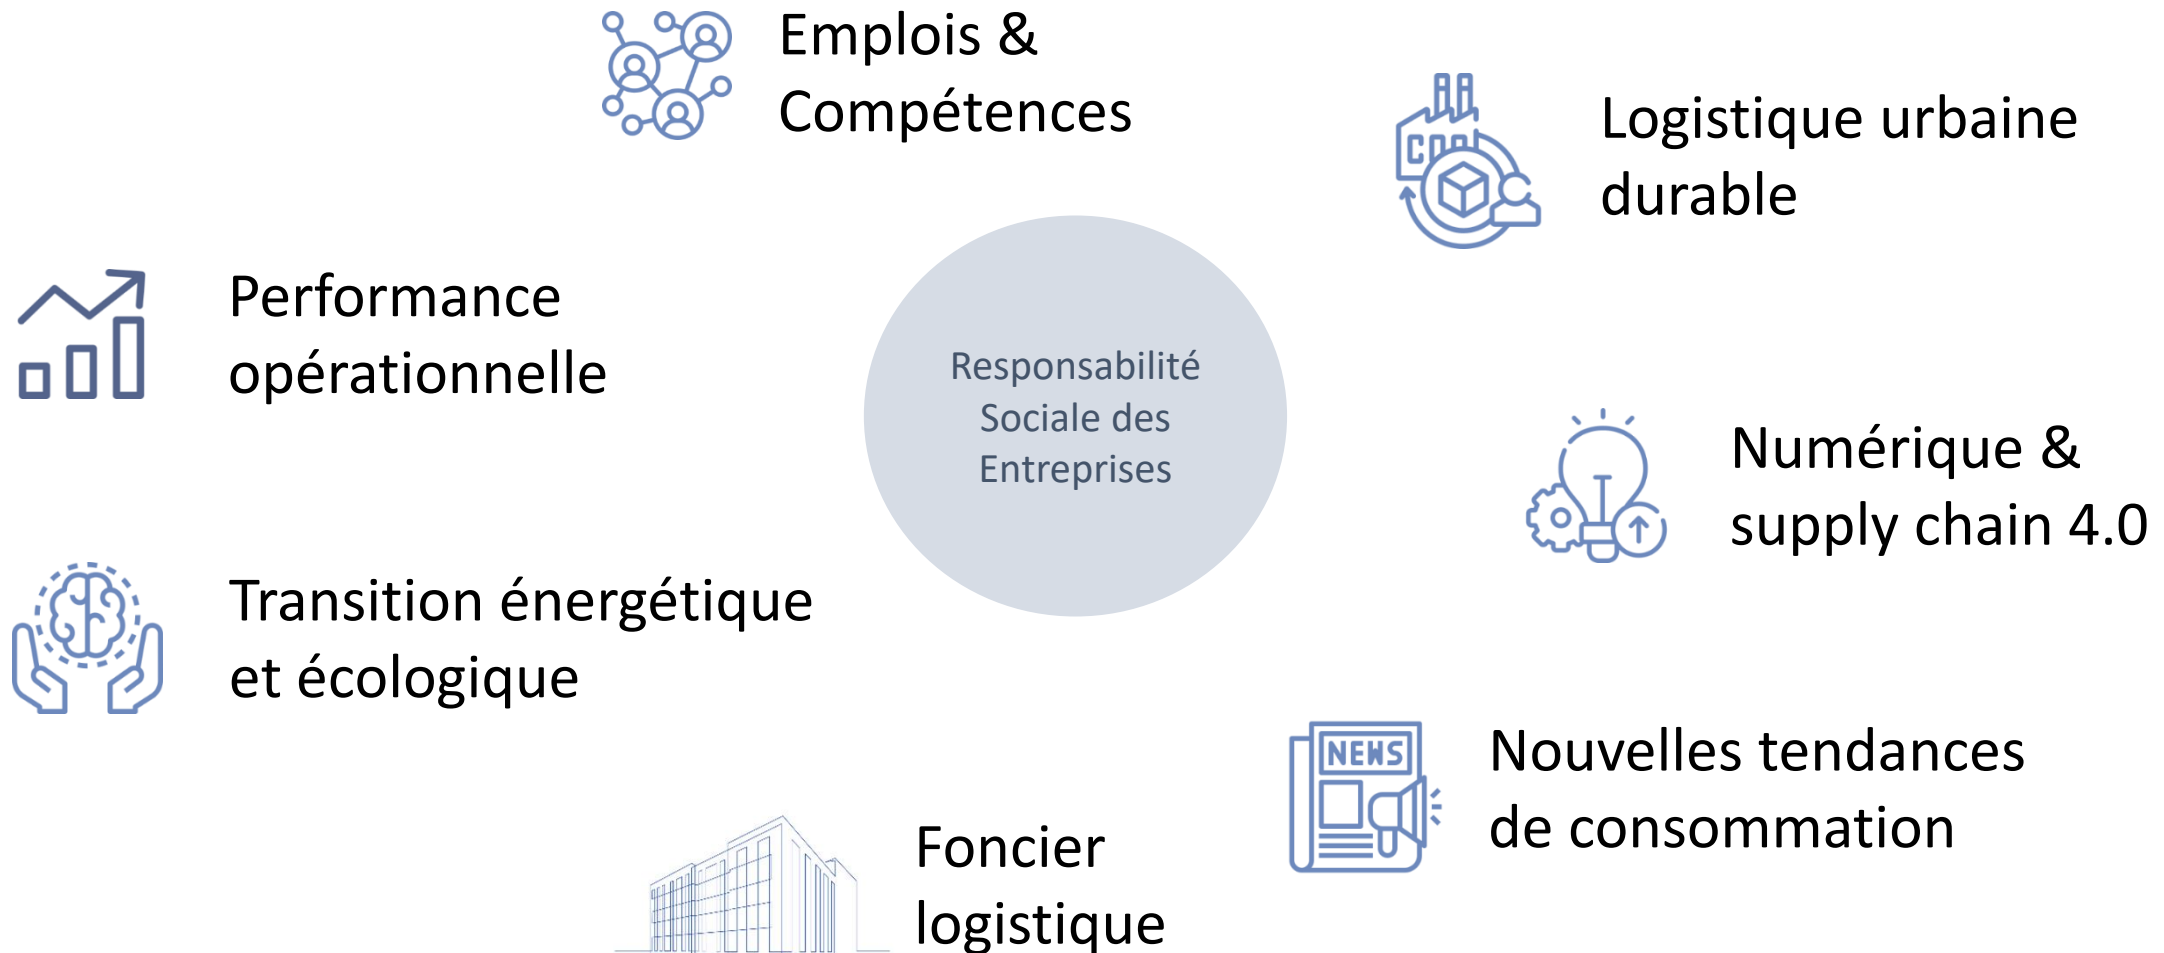 Emplois &
Compétences
Logistique urbaine
durable
Performance
opérationnelle
Responsabilité
Sociale des
Entreprises
Numérique &
supply chain 4.0
Transition énergétique
et écologique
NEWS
Nouvelles tendances
de consommation
Foncier
logistique